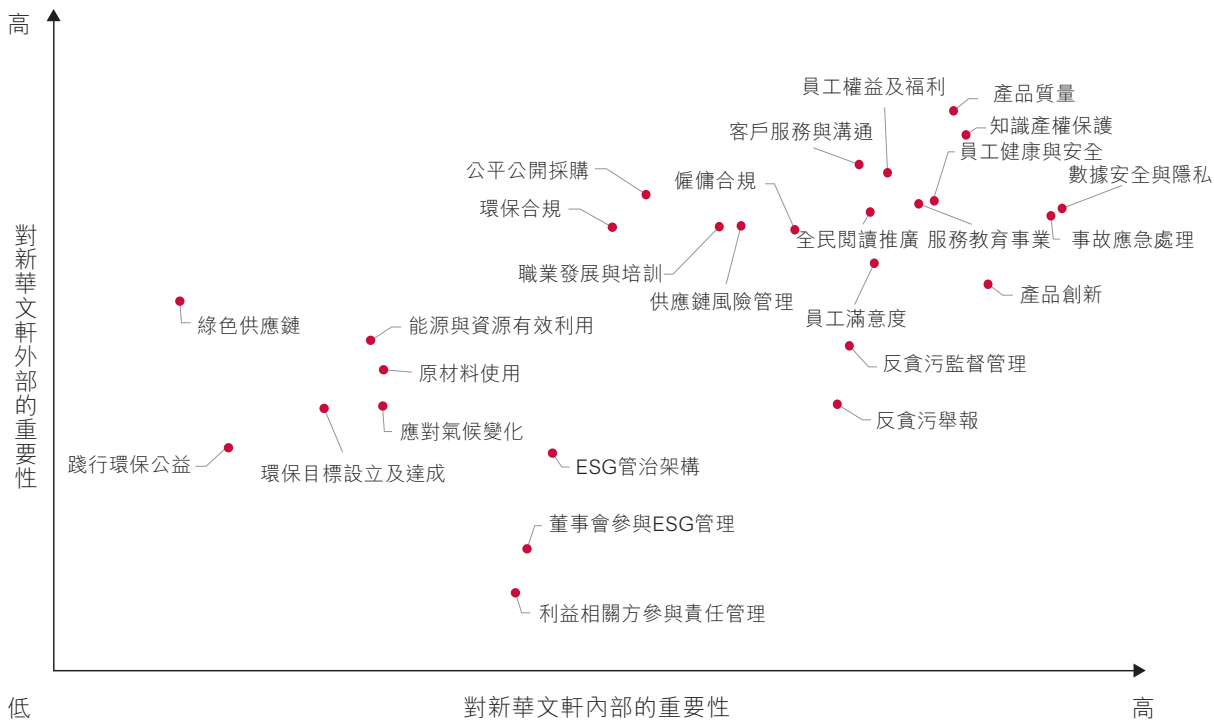 高
員工權益及福利
產品質量
知識產權保護
客戶服務與溝通
員工健康與安全
公平公開採購
僱傭合規
數據安全與隱私
環保合規
全民閱讀推廣
服務教育事業
事故應急處理
職業發展與培訓
供應鏈風險管理
產品創新
員工滿意度
綠色供應鏈
能源與資源有效利用
反貪污監督管理
原材料使用
反貪污舉報
應對氣候變化
踐行環保公益
環保目標設立及達成
ESG管治架構
董事會參與ESG管理
利益相關方參與責任管理
對新華文軒外部的重要性
低
對新華文軒內部的重要性
高